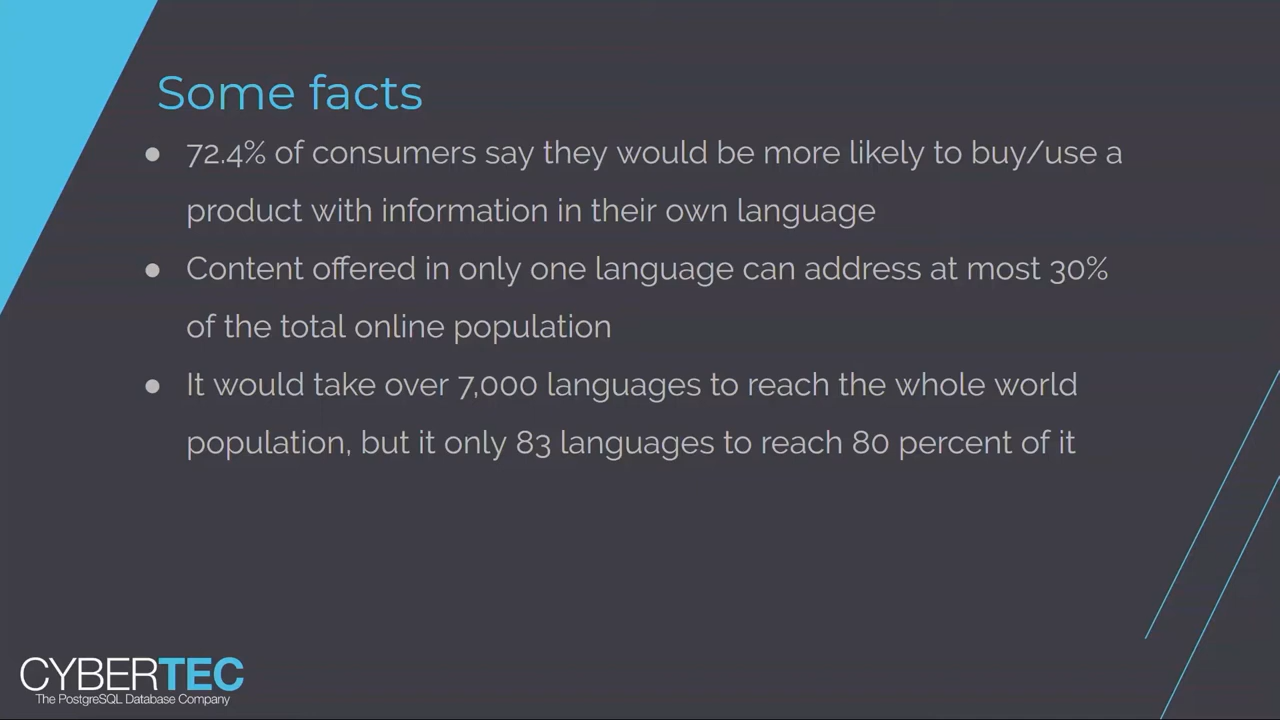 Some facts
● 72.4% of consumers say they would be more likely to buy/use a
product with information in their own language
● Content offered in only one language can address at most 30%
of the total online population
● It would take over 7,000 languages to reach the whole world
population, but it only 83 languages to reach 80 percent of it
CYBERTEC
The PostgreSQL Database Company